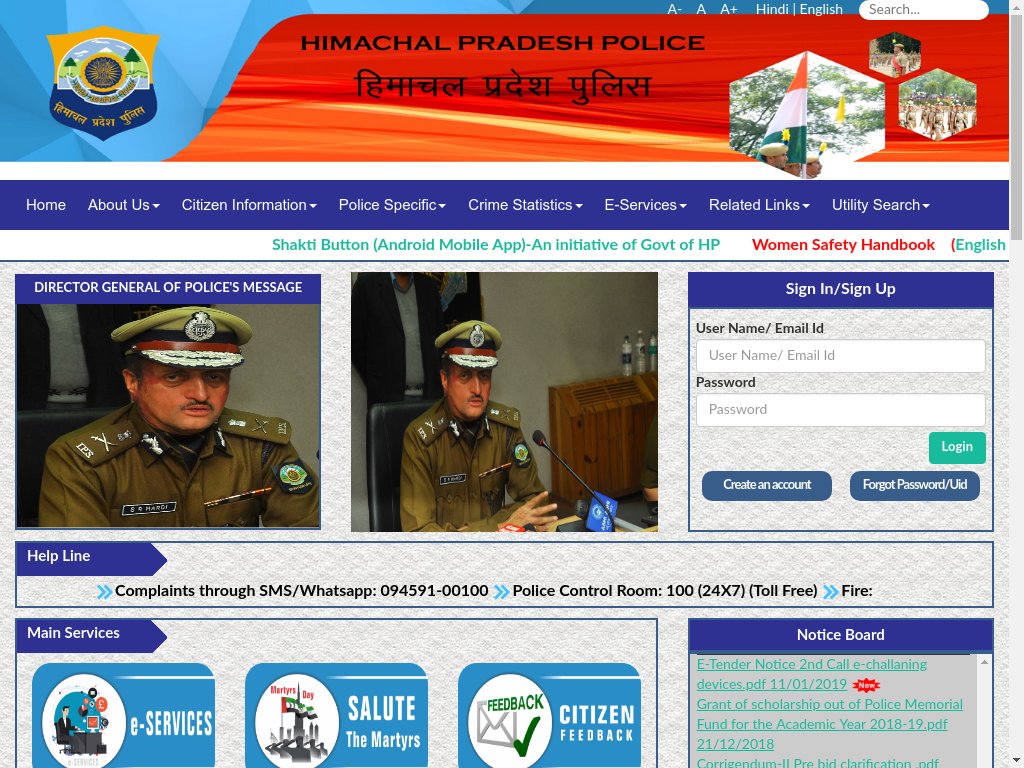 A- A A+ Hindi | English Search...
HIMACHAL PRADESH POLICE
हिमाचल प्रदेश पुलिस
हिमाचल प्रदेश पुलिस
Home About Us Citizen Information Police Specific Crime Statistics E-Services Related Links Utility Search
Shakti Button (Android Mobile App)-An initiative of Govt of HP Women Safety Handbook (English
DIRECTOR GENERAL OF POLICE'S MESSAGE
IPS
S R MARDI
Sign In/Sign Up
User Name/ Email Id
User Name/ Email Id
Password
Password
Login
Create an account Forgot Password/Uid
Help Line
Complaints through SMS/Whatsapp: 094591-00100 Police Control Room: 100 (24X7) (Toll Free) Fire:
Main Services
e-SERVICES
e-SERVICES
Martyrs Day
SALUTE
The Martyrs
FEEDBACK
CITIZEN
FEEDBACK
Notice Board
E-Tender Notice 2nd Call e-challaning
devices.pdf 11/01/2019 New
Grant of scholarship out of Police Memorial
Fund for the Academic Year 2018-19.pdf
21/12/2018
Corrigendum-II Pre bid clarification .pdf